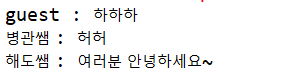 guest : 하하하
병관쌤 : 허허
해도쌤 : 여러분 안녕하세요~